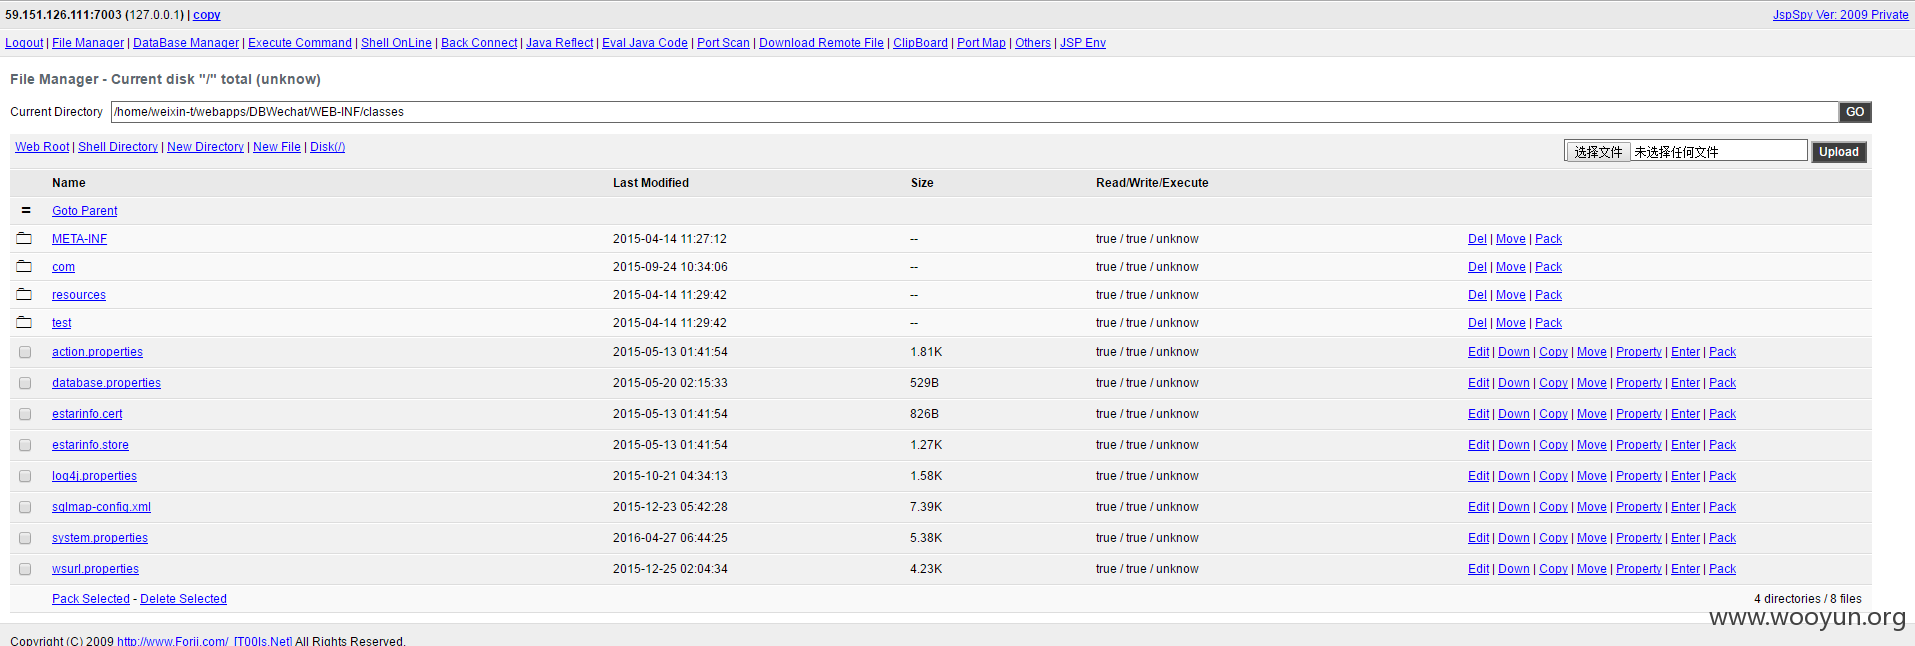 59.151.126.111:7003 (127.0.0.1) | copy JspSpy Ver: 2009 Private
Logout | File Manager | DataBase Manager | Execute Command | Shell OnLine | Back Connect | Java Reflect | Eval Java Code | Port Scan | Download Remote File | ClipBoard | Port Map | Others | JSP Env
File Manager - Current disk "/" total (unknow)
Current Directory /home/weixin-t/webapps/DBWechat/WEB-INF/classes GO
Web Root | Shell Directory | New Directory | New File | Disk(/) 选择文件 未选择任何文件 Upload
Name Last Modified Size Read/Write/Execute
= Goto Parent
META-INF 2015-04-14 11:27:12 -- true / true / unknow Del | Move | Pack
com 2015-09-24 10:34:06 -- true / true / unknow Del | Move | Pack
resources 2015-04-14 11:29:42 -- true / true / unknow Del | Move | Pack
test 2015-04-14 11:29:42 -- true / true / unknow Del | Move | Pack
action.properties 2015-05-13 01:41:54 1.81K true / true / unknow Edit | Down | Copy | Move | Property | Enter | Pack
database.properties 2015-05-20 02:15:33 529B true / true / unknow Edit | Down | Copy | Move | Property | Enter | Pack
estarinfo.cert 2015-05-13 01:41:54 826B true / true / unknow Edit | Down | Copy | Move | Property | Enter | Pack
estarinfo.store 2015-05-13 01:41:54 1.27K true / true / unknow Edit | Down | Copy | Move | Property | Enter | Pack
log4j.properties 2015-10-21 04:34:13 1.58K true / true / unknow Edit | Down | Copy | Move | Property | Enter | Pack
sqlmap-config.xml 2015-12-23 05:42:28 7.39K true / true / unknow Edit | Down | Copy | Move | Property | Enter | Pack
system.properties 2016-04-27 06:44:25 5.38K true / true / unknow Edit | Down | Copy | Move | Property | Enter | Pack
wsurl.properties 2015-12-25 02:04:34 4.23K true / true / unknow Edit | Down | Copy | Move | Property | Enter | Pack
Pack Selected - Delete Selected 4 directories / 8 files
www.wooyun.org
Copyright (C) 2009 http://www.Forjj.com/ [T00ls.Net] All Rights Reserved.